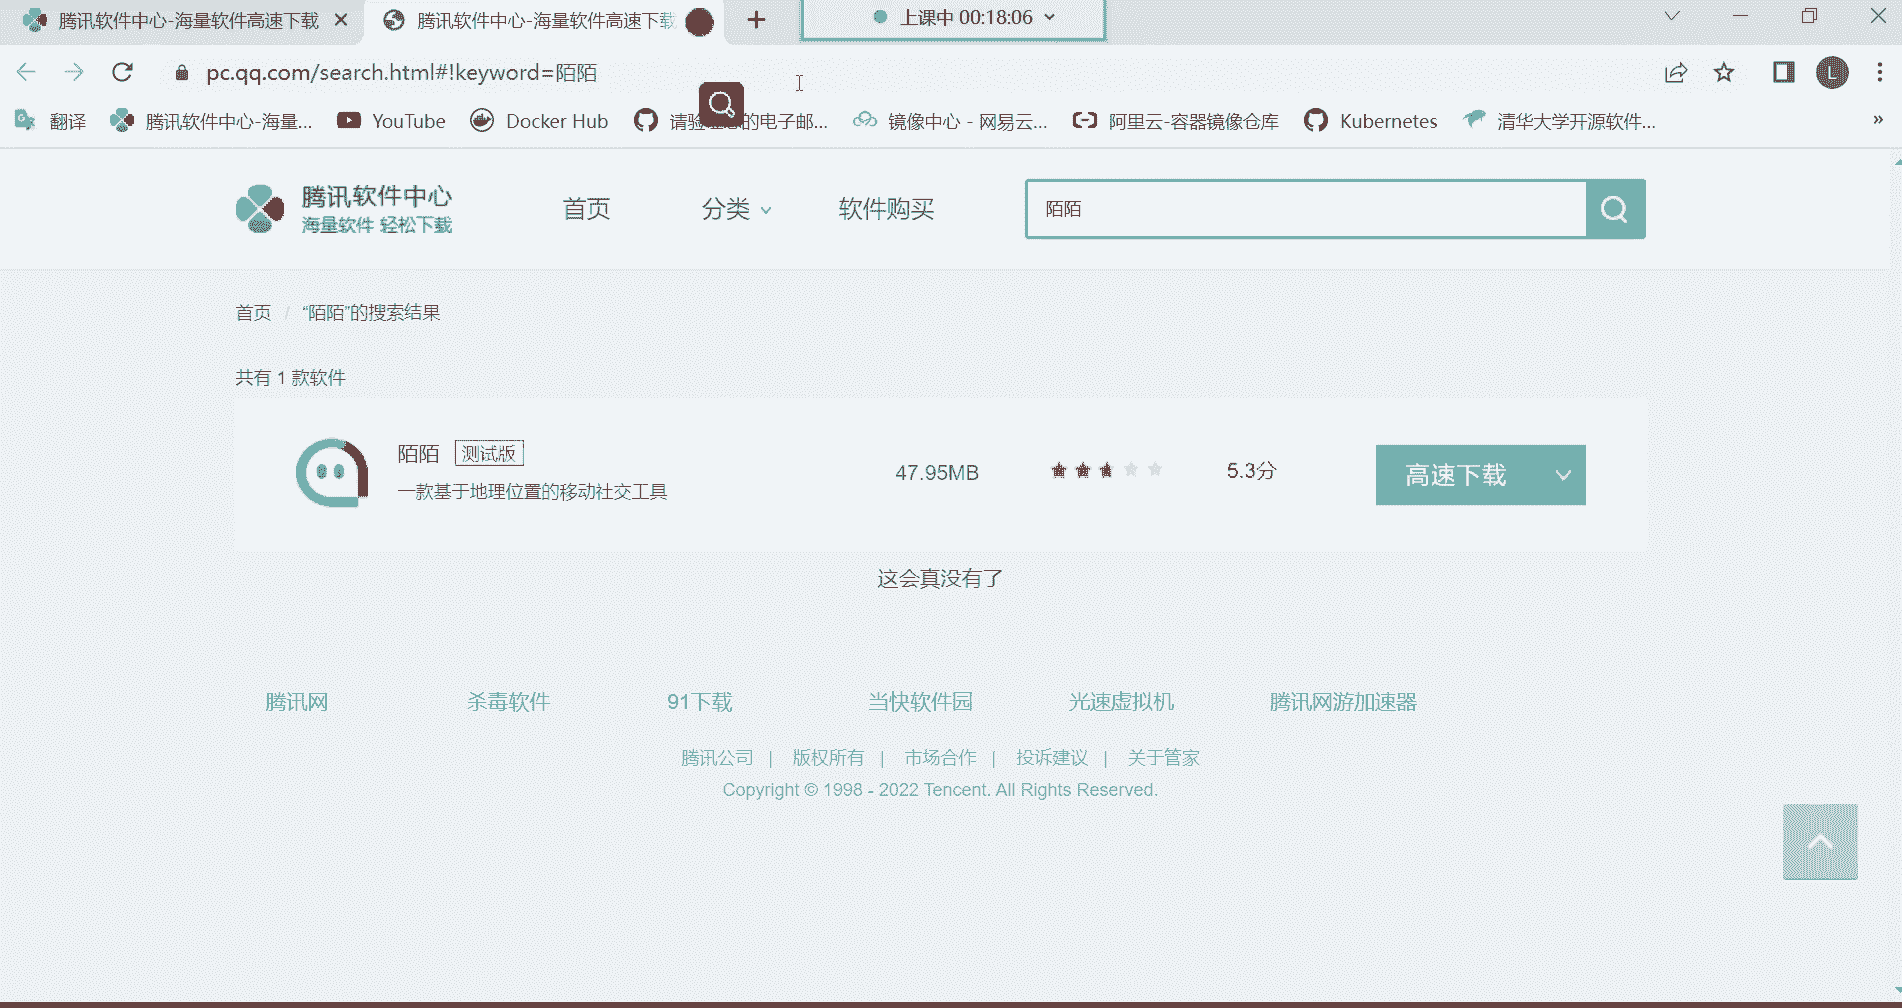 腾讯软件中心-海量软件高速下载
腾讯软件中心-海量软件高速下载
上课中 00:18:06
pc.qq.com/search.html#!keyword=陌陌
L
翻译
腾讯软件中心-海量...
YouTube
Docker Hub
请验的电子邮...
镜像中心 - 网易云...
阿里云-容器镜像仓库
Kubernetes
清华大学开源软件...
腾讯软件中心
海量软件 轻松下载
首页
分类
软件购买
陌陌
首页 / “陌陌”的搜索结果
共有 1 款软件
陌陌 测试版
一款基于地理位置的移动社交工具
47.95MB
5.3分
高速下载
这会真没有了
腾讯网
杀毒软件
91下载
当快软件园
光速虚拟机
腾讯网游加速器
腾讯公司 | 版权所有 | 市场合作 | 投诉建议 | 关于管家
Copyright © 1998 - 2022 Tencent. All Rights Reserved.